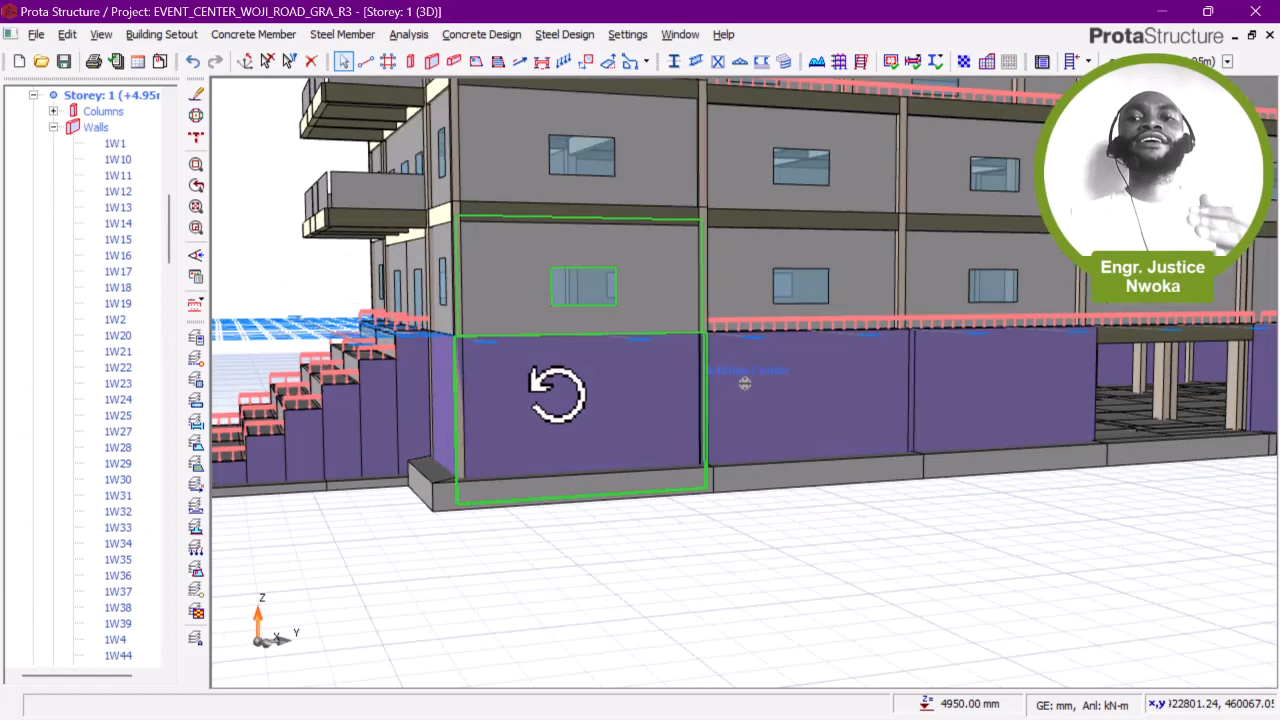 Prota Structure / Project: EVENT_CENTER_WOJI_ROAD_GRA_R3 - [Storey: 1 (3D)]
File Edit View Building Setout Concrete Member Steel Member Analysis Concrete Design Steel Design Settings Window Help
ProtaStructure
Storey: 1 (+4.95m
Columns
Walls
1W1
1W10
1W11
1W12
1W13
1W14
1W15
1W16
1W17
1W18
1W19
1W2
1W20
1W21
1W22
1W23
1W24
1W25
1W27
1W28
1W29
1W30
1W31
1W32
1W33
1W34
1W35
1W36
1W37
1W38
1W39
1W4
1W44
Engr. Justice
Nwoka
Z
X
Y
Z=
4950.00 mm
GE: mm, Anl: kN-m
x,y
922801.24, 460067.05